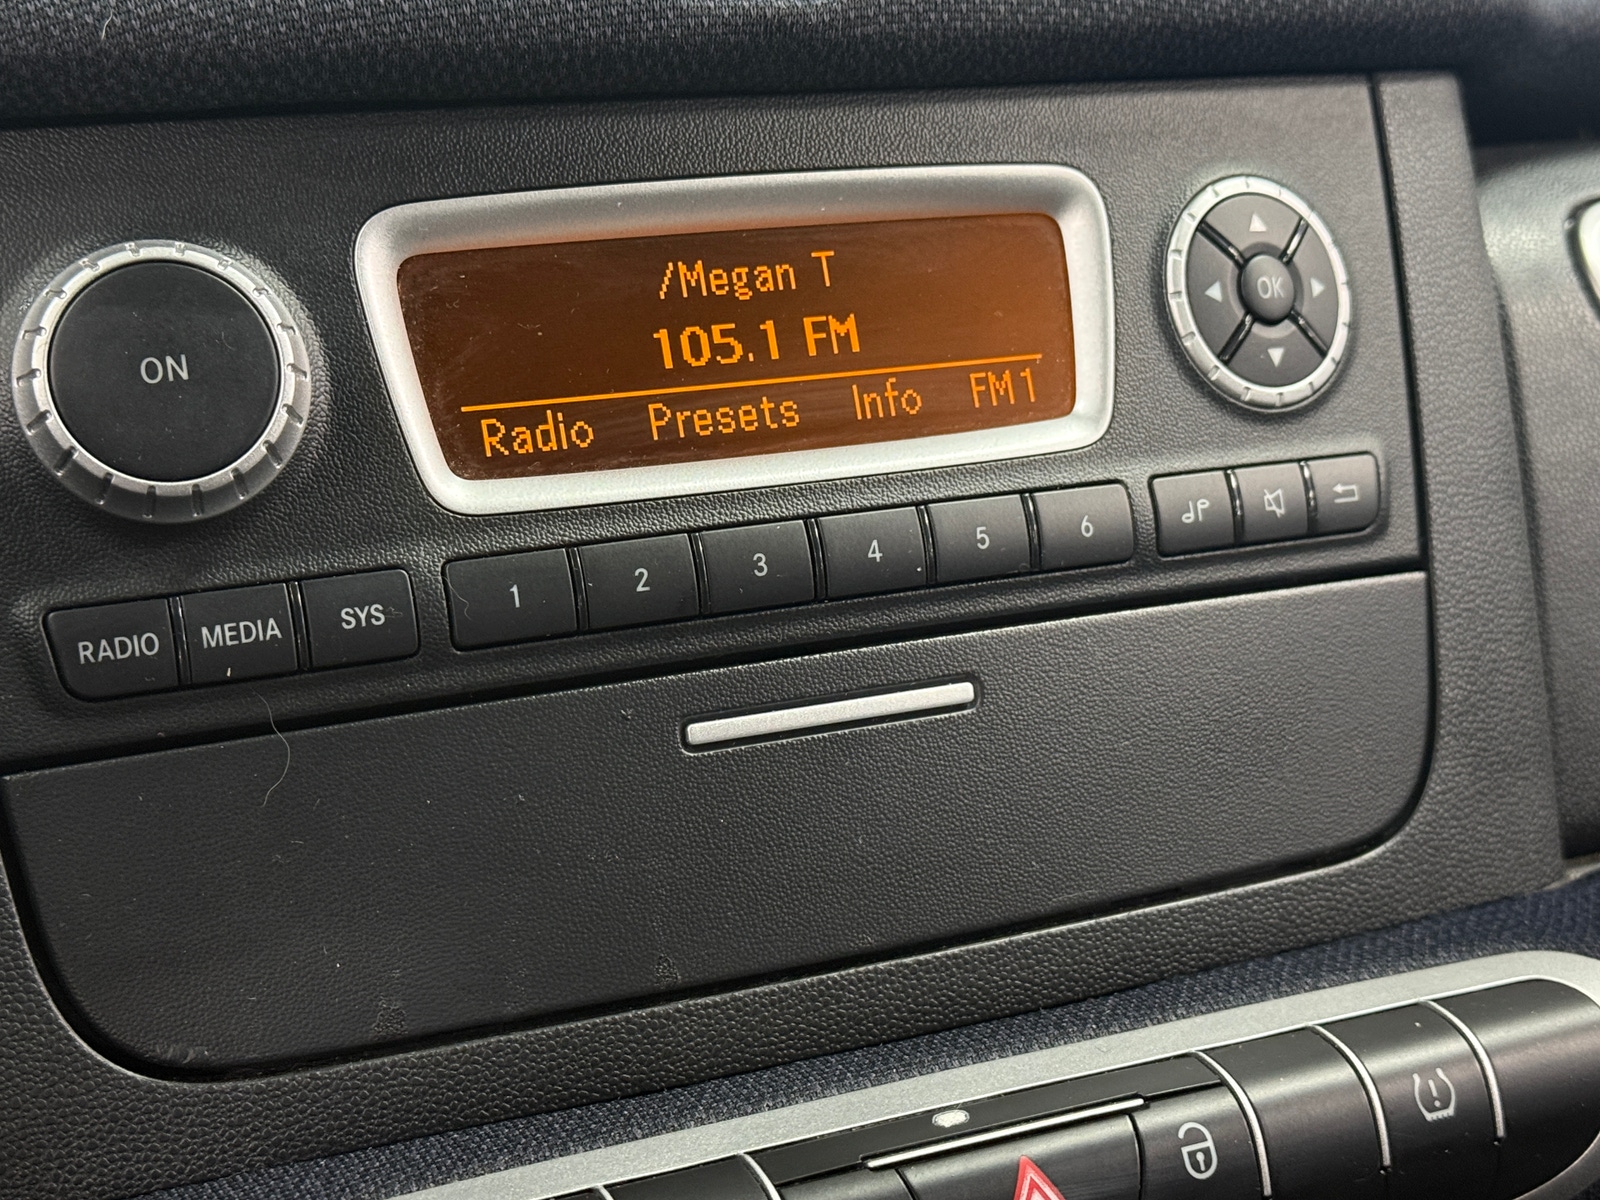 /Megan T
105.1 FM
Radio Presets Info FM1
ON
OK
RADIO MEDIA SYS 1 2 3 4 5 6